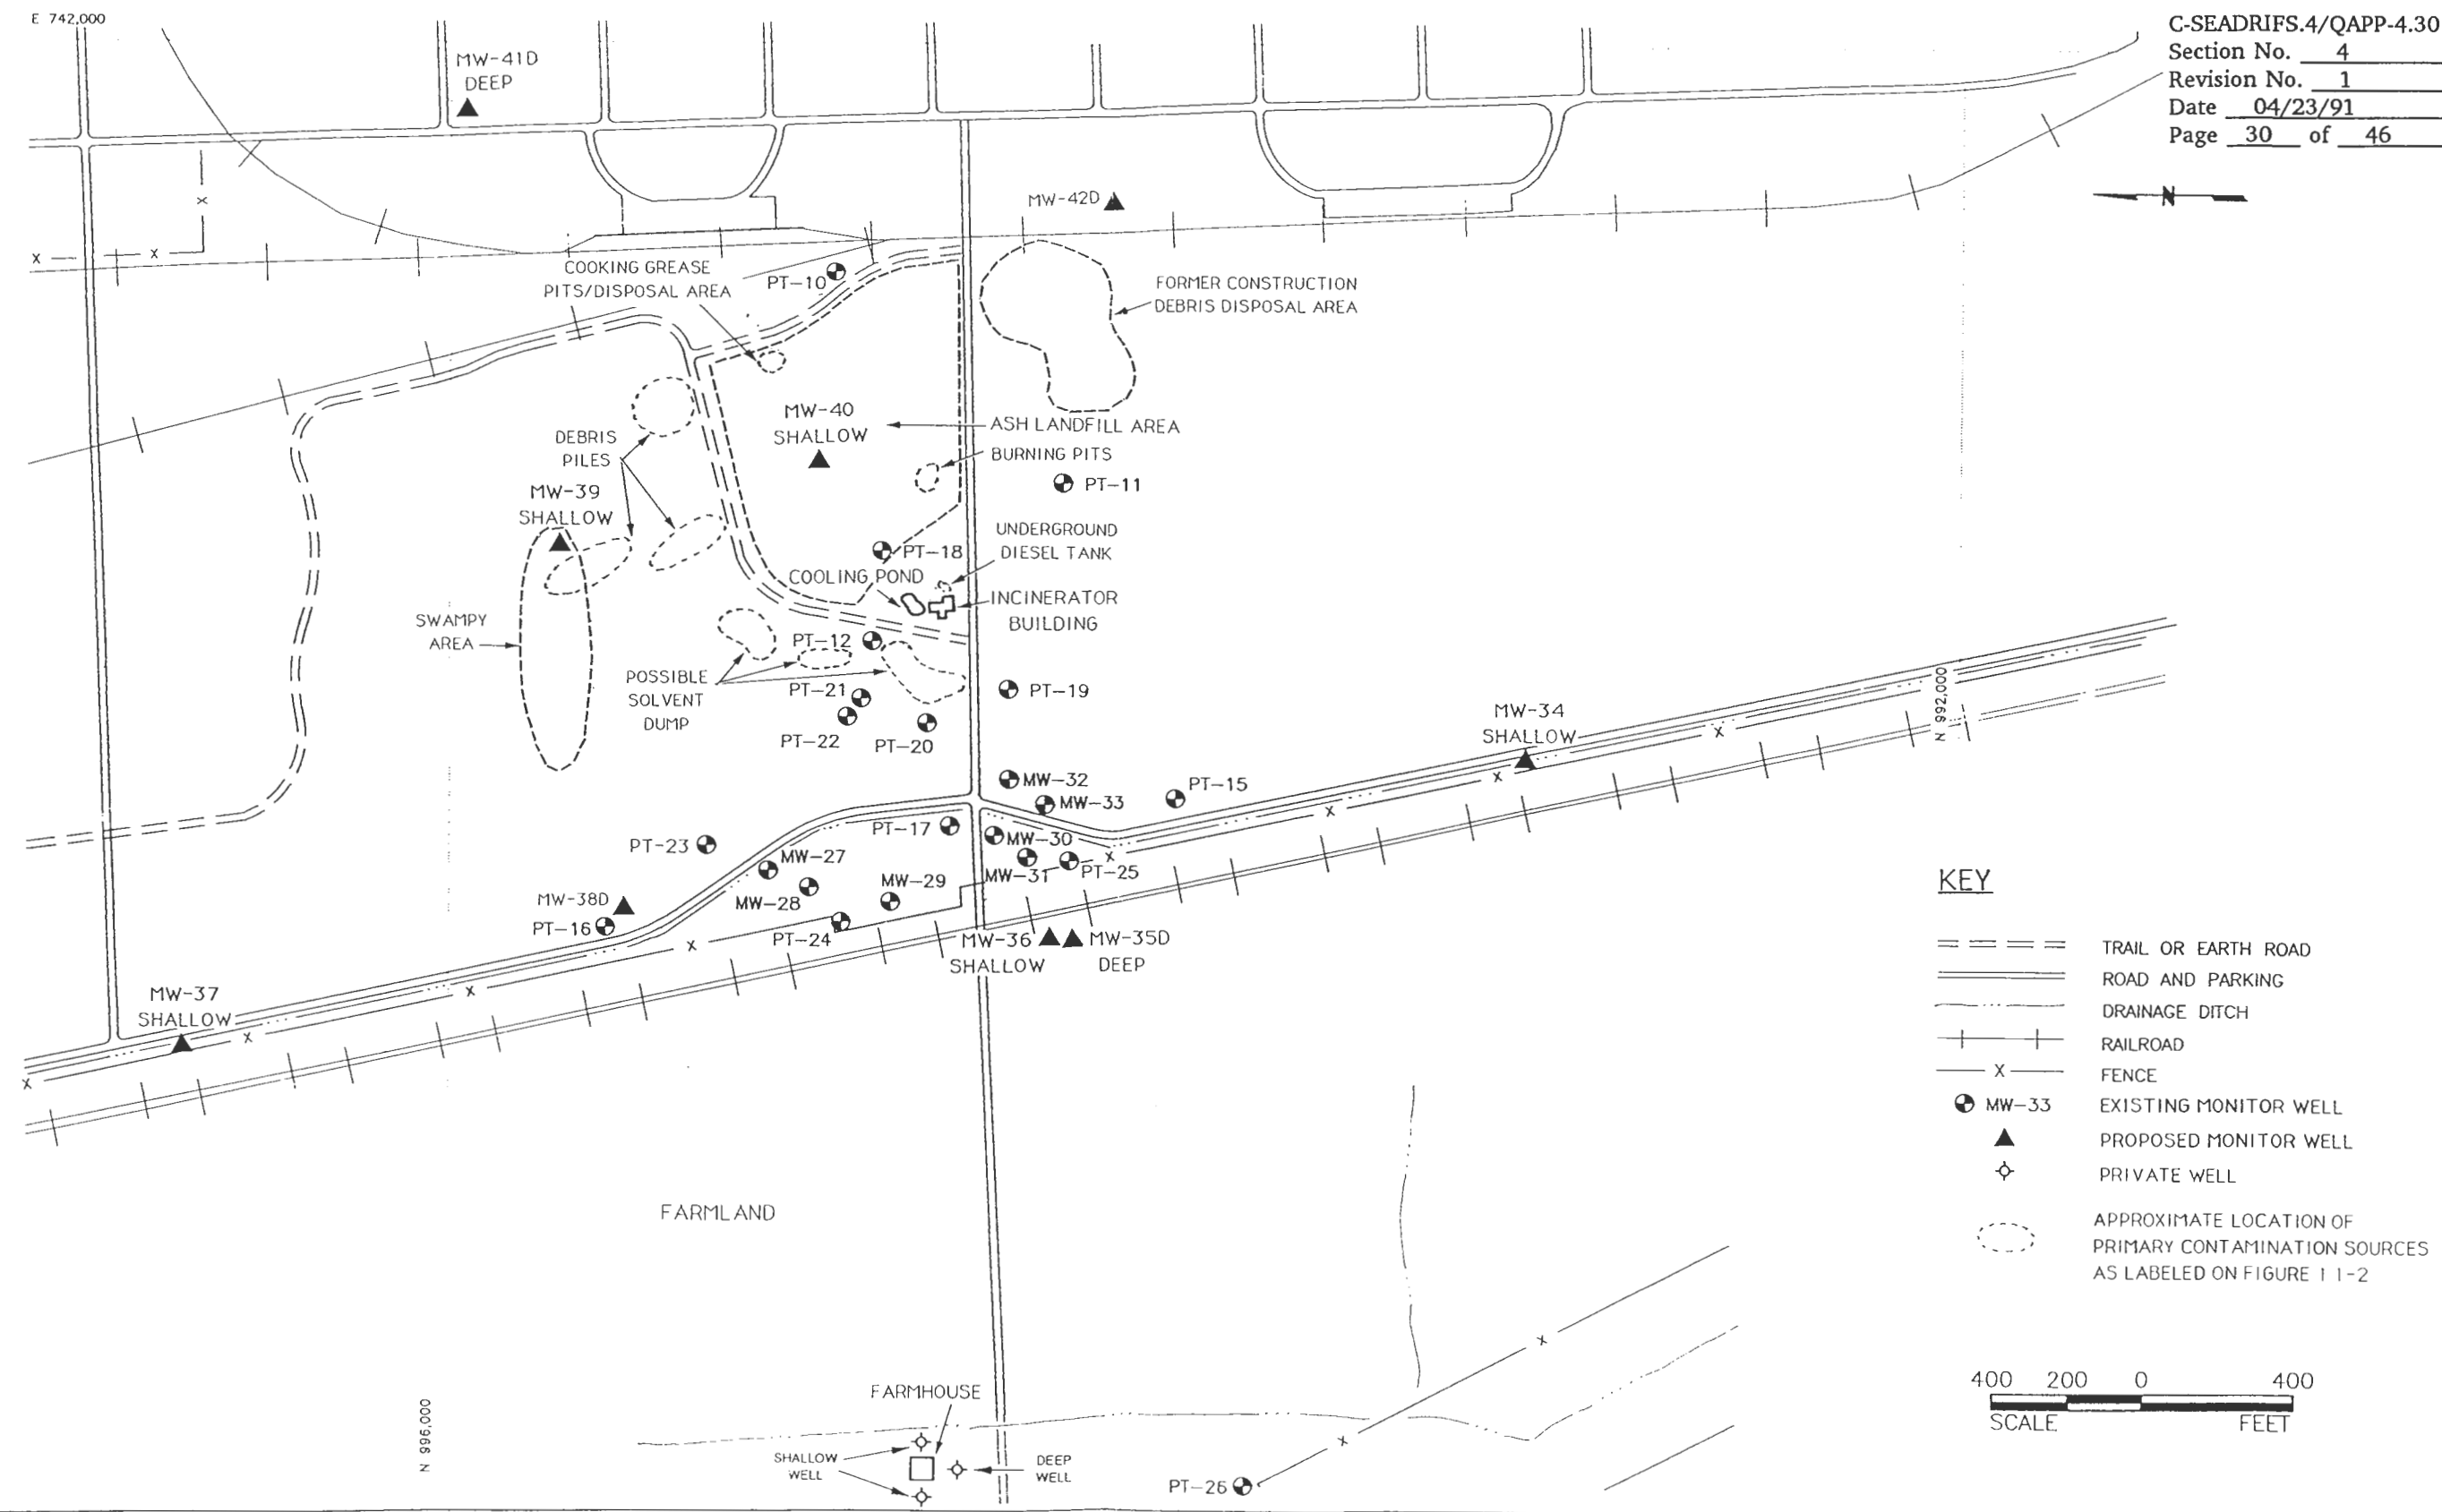 E 742,000
C-SEADRIFS.4/QAPP-4.30
Section No. 4
Revision No. 1
Date 04/23/91
Page 30 of 46
N
MW-41D
DEEP
MW-42D
COOKING GREASE
PITS/DISPOSAL AREA
PT-10
FORMER CONSTRUCTION
DEBRIS DISPOSAL AREA
MW-40
SHALLOW
ASH LANDFILL AREA
DEBRIS
PILES
BURNING PITS
PT-11
MW-39
SHALLOW
UNDERGROUND
DIESEL TANK
PT-18
COOLING POND
INCINERATOR
BUILDING
SWAMPY
AREA
PT-12
POSSIBLE
SOLVENT
DUMP
PT-21
PT-19
PT-22
PT-20
MW-34
SHALLOW
N 992,000
MW-32
PT-15
MW-33
PT-17
MW-30
PT-23
MW-27
MW-31
PT-25
MW-29
MW-28
MW-38D
PT-16
PT-24
MW-36
SHALLOW
MW-35D
DEEP
MW-37
SHALLOW
X
X
X
X
X
X
X
X
X
X
X
X
X
X
KEY
TRAIL OR EARTH ROAD
ROAD AND PARKING
DRAINAGE DITCH
RAILROAD
X FENCE
MW-33 EXISTING MONITOR WELL
PROPOSED MONITOR WELL
PRIVATE WELL
APPROXIMATE LOCATION OF
PRIMARY CONTAMINATION SOURCES
AS LABELED ON FIGURE 1 1-2
FARMLAND
400 200 0 400
SCALE FEET
N 996,000
FARMHOUSE
SHALLOW
WELL
DEEP
WELL
PT-26